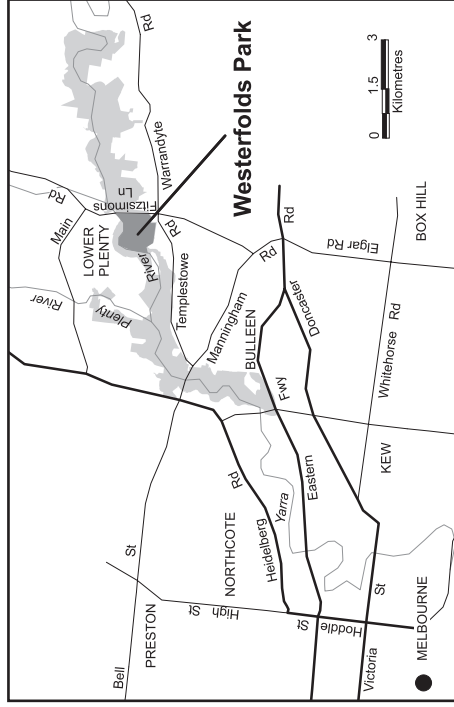 Rd
Warrandyte
Westerfolds Park
0 1.5 3
Kilometres
Fitzsimons
Ln
Rd
Main
Rd
LOWER
PLENTY
River
Plenty
River
Templestowe
Rd
Manningham
Rd
BULLEEN
Rd
Doncaster
Elgar Rd
BOX HILL
Whitehorse Rd
KEW
Fwy
Eastern
Yarra
Heidelberg
Rd
NORTHCOTE
High
St
Bell
St
PRESTON
Hoddle
St
Victoria
St
MELBOURNE